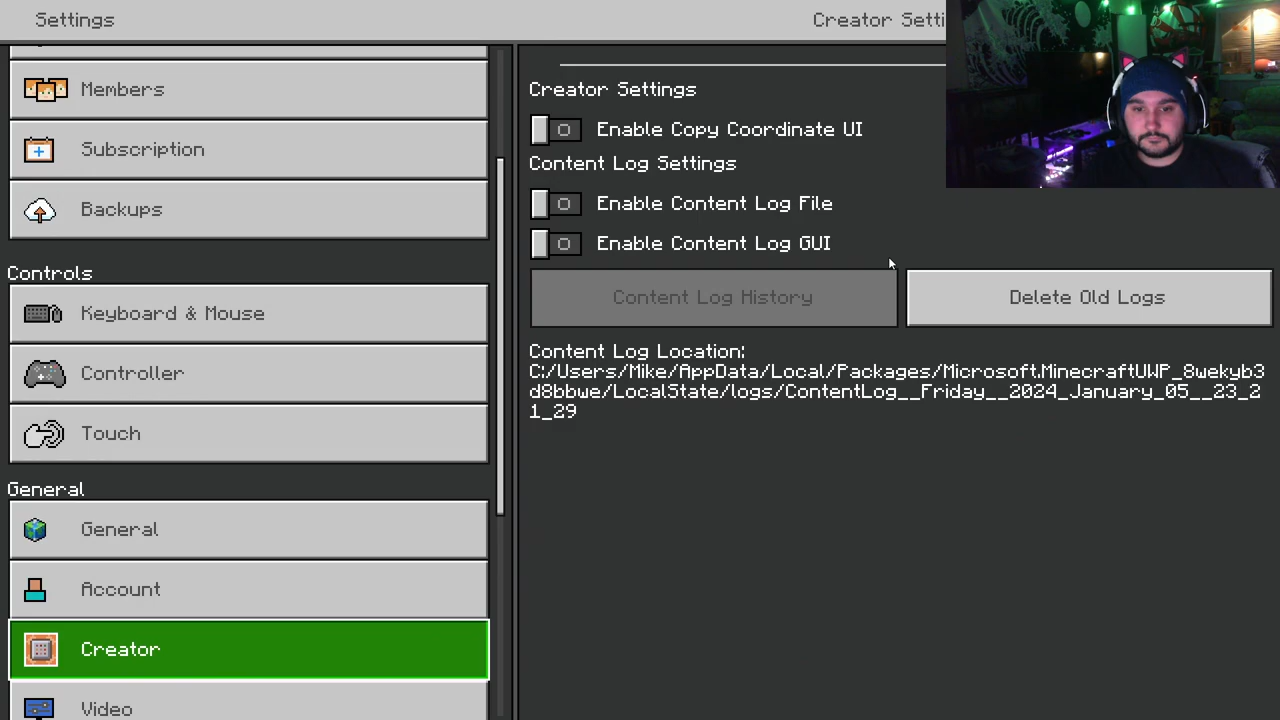 Settings
Creator Setti
Members
Subscription
Backups
Controls
Keyboard & Mouse
Controller
Touch
General
General
Account
Creator
Video
Creator Settings
Enable Copy Coordinate UI
Content Log Settings
Enable Content Log File
Enable Content Log GUI
Content Log History
Delete Old Logs
Content Log Location:
C:/Users/Mike/AppData/Local/Packages/Microsoft.MinecraftUWP_8wekyb3
d8bbwe/LocalState/logs/ContentLog__Friday__2024_January_05__23_2
1_29